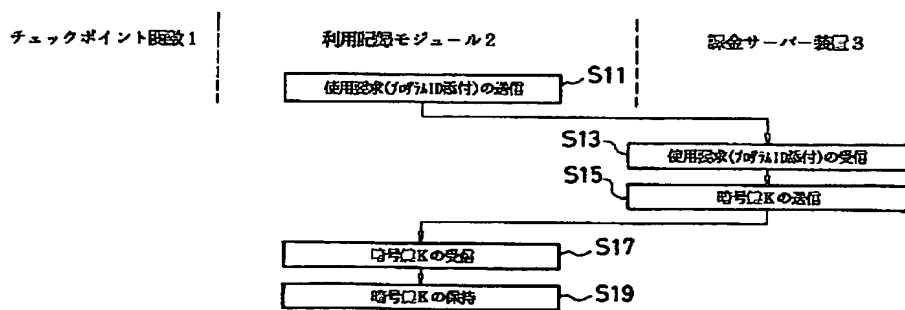 チェックポイント関数1
利用記録モジュール2
課金サーバー装置3
S11
使用要求(プログラムID添付)の送信
S13
使用要求(プログラムID添付)の受信
S15
暗号鍵Kの送信
S17
暗号鍵Kの受信
S19
暗号鍵Kの保持